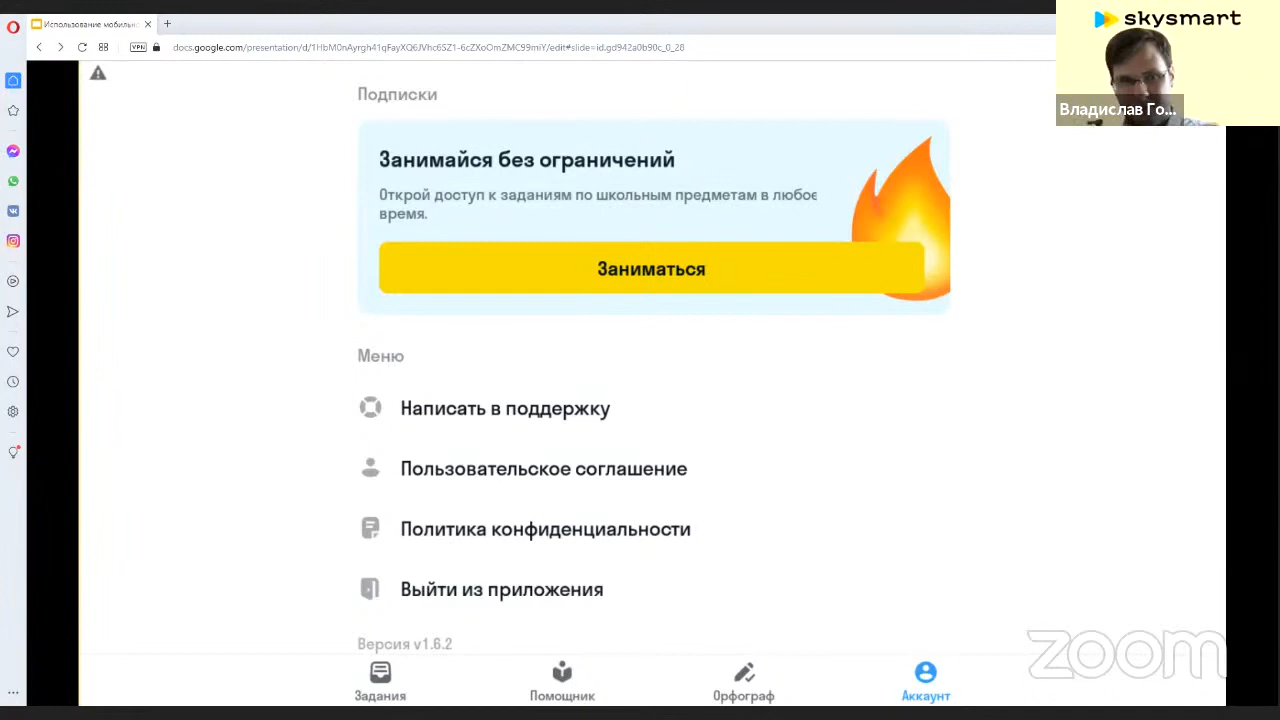 Использование мобильн
VPN
docs.google.com/presentation/d/1HbM0nAyrgh41qFayXQ6JVhc6SZ1-6cZXoOmZMC99miY/edit#slide=id.gd942a0b90c_0_28
skysmart
Владислав Го...
Подписки
Занимайся без ограничений
Открой доступ к заданиям по школьным предметам в любое
время.
Заниматься
Меню
Написать в поддержку
Пользовательское соглашение
Политика конфиденциальности
Выйти из приложения
Версия v1.6.2
zoom
Задания
Помощник
Орфограф
Аккаунт